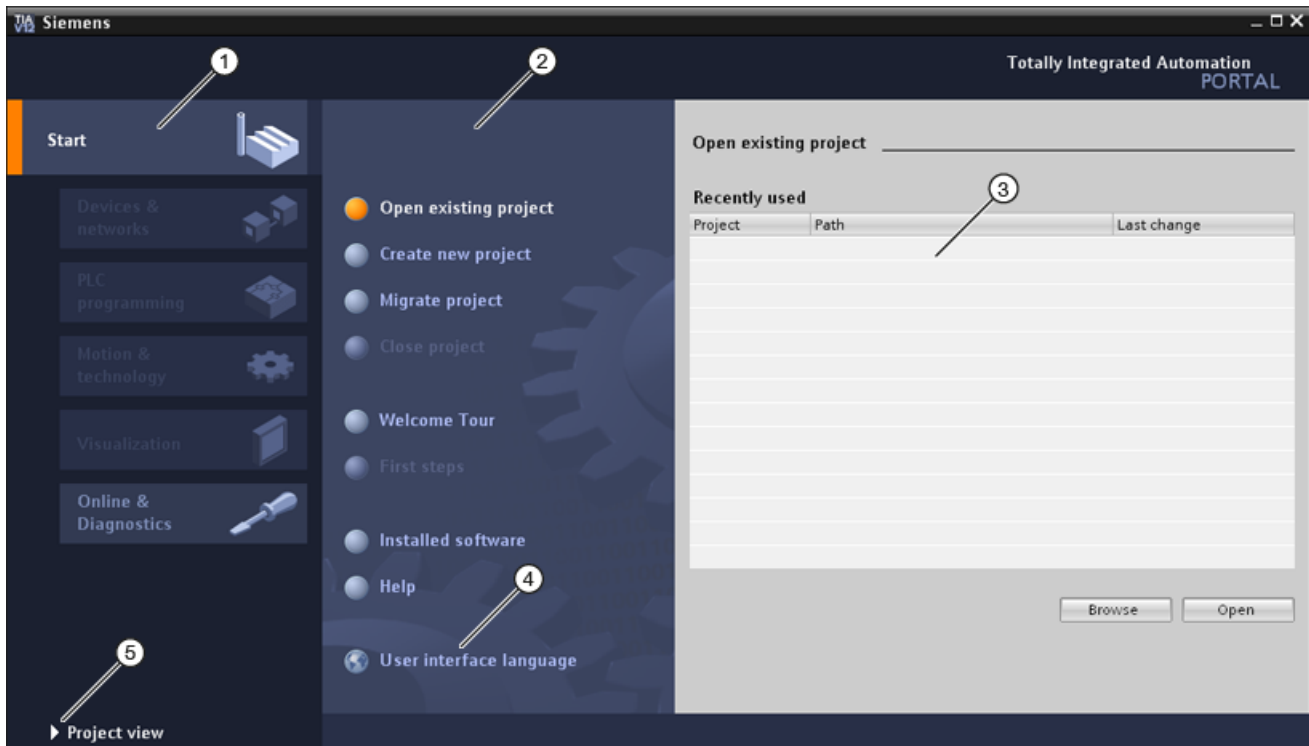 TIA V12 Siemens
Totally Integrated Automation
PORTAL
1
2
Start
Devices &
networks
PLC
programming
Motion &
technology
Visualization
Online &
Diagnostics
5
Project view
Open existing project
Create new project
Migrate project
Close project
Welcome Tour
First steps
Installed software
Help
4
User interface language
Open existing project
3
Recently used
Project Path Last change
Browse Open